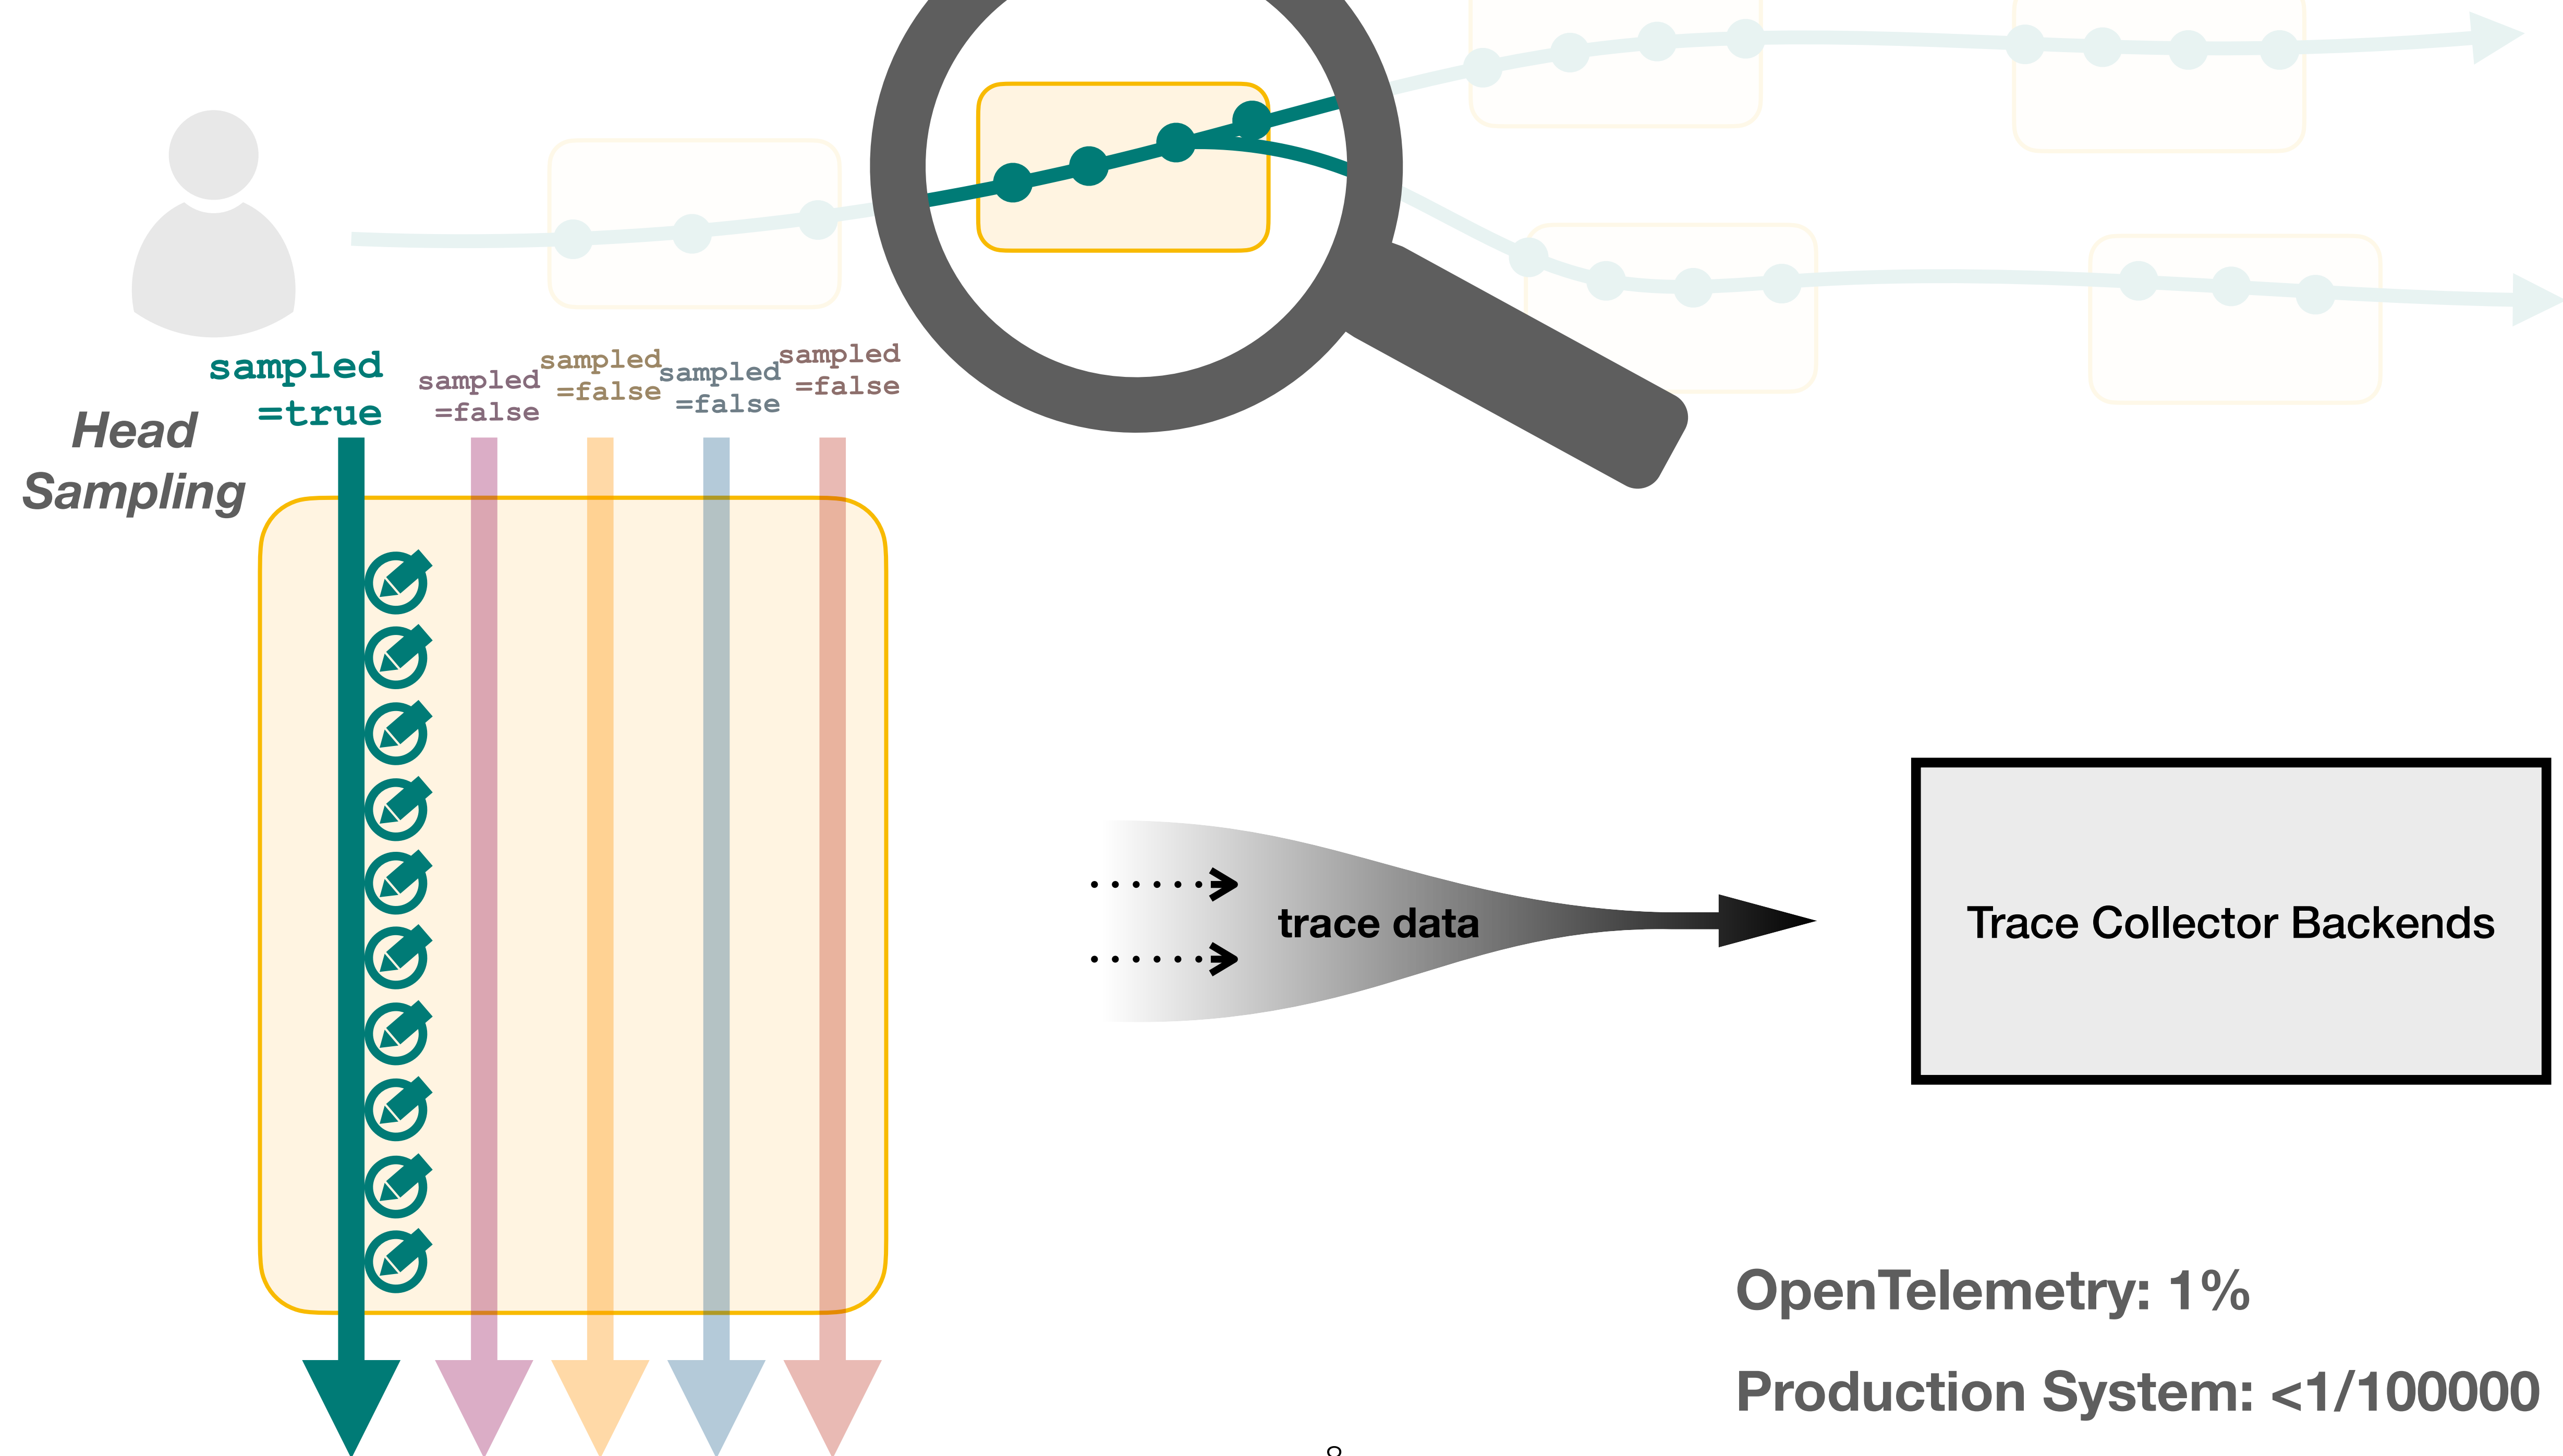 sampled
=true
sampled
=false
sampled
=false
sampled
=false
sampled
=false
Head
Sampling
trace data
Trace Collector Backends
OpenTelemetry: 1%
Production System: <1/100000